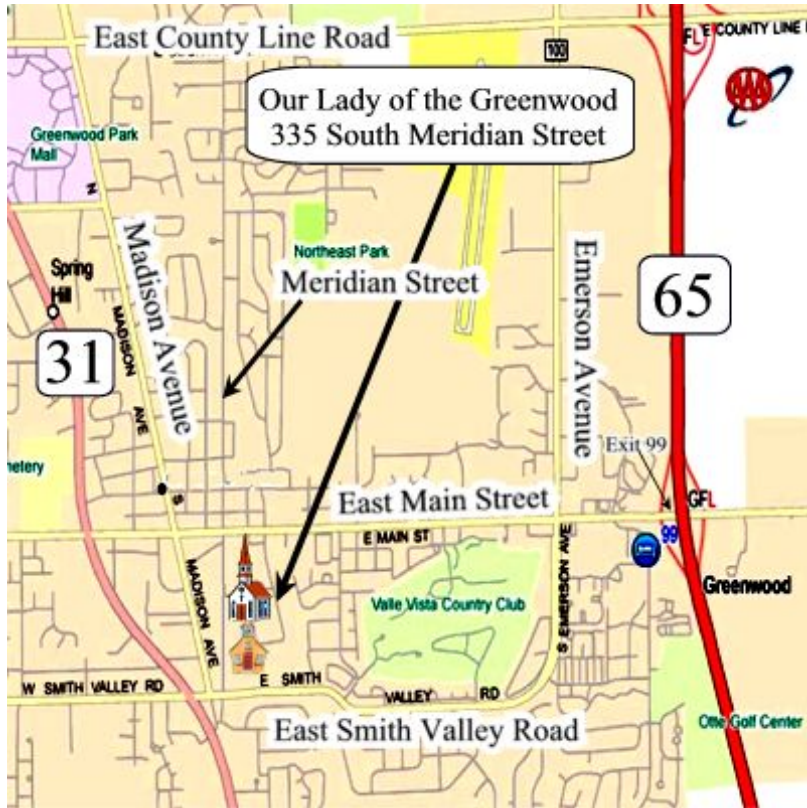 East County Line Road
100
FL
E COUNTY LINE
Our Lady of the Greenwood
335 South Meridian Street
AAA
Greenwood Park
Mall
N
Madison Avenue
Northeast Park
Meridian Street
Emerson Avenue
65
Spring
Hill
31
MADISON
AVE
Exit 99
S
East Main Street
GFL
E MAIN ST
99
Greenwood
MADISON AVE
Valle Vista Country Club
S EMERSON AVE
W SMITH VALLEY RD
E SMITH
VALLEY
RD
East Smith Valley Road
Otte Golf Center